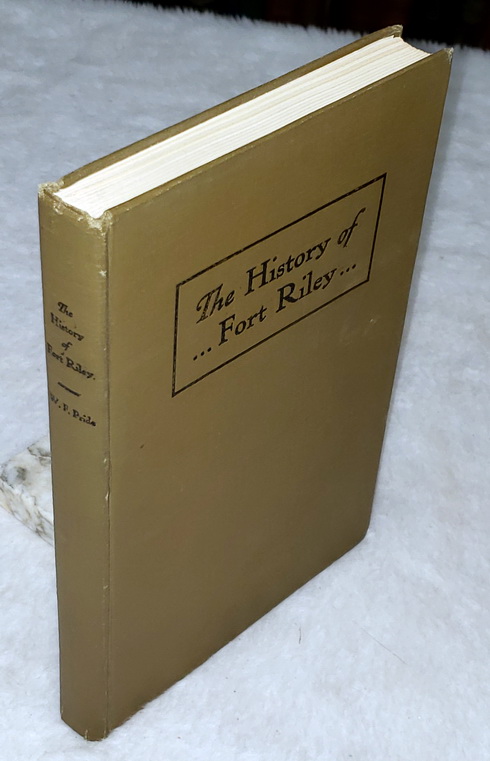 The History of
... Fort Riley ...
The
History
of
Fort Riley.
W. F. Pride